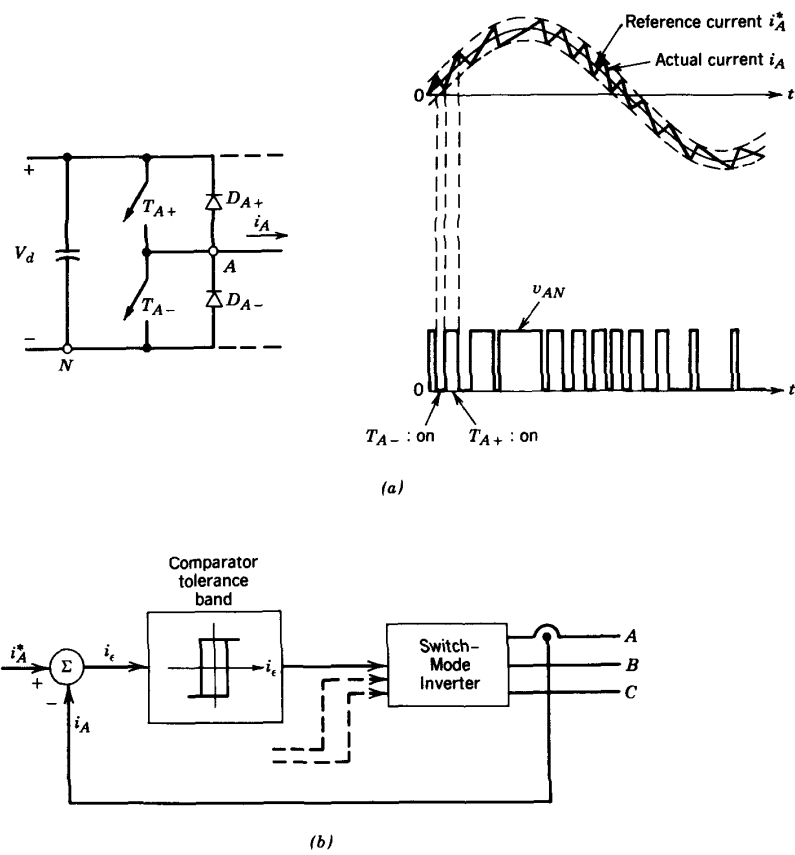 Reference current i*A
Actual current iA
0
t
+
TA+
DA+
iA
Vd
A
TA−
DA−
−
N
vAN
0
t
TA− : on
TA+ : on
(a)
Comparator
tolerance
band
i*A
+
Σ
−
iϵ
iϵ
Switch–
Mode
Inverter
A
B
C
iA
(b)